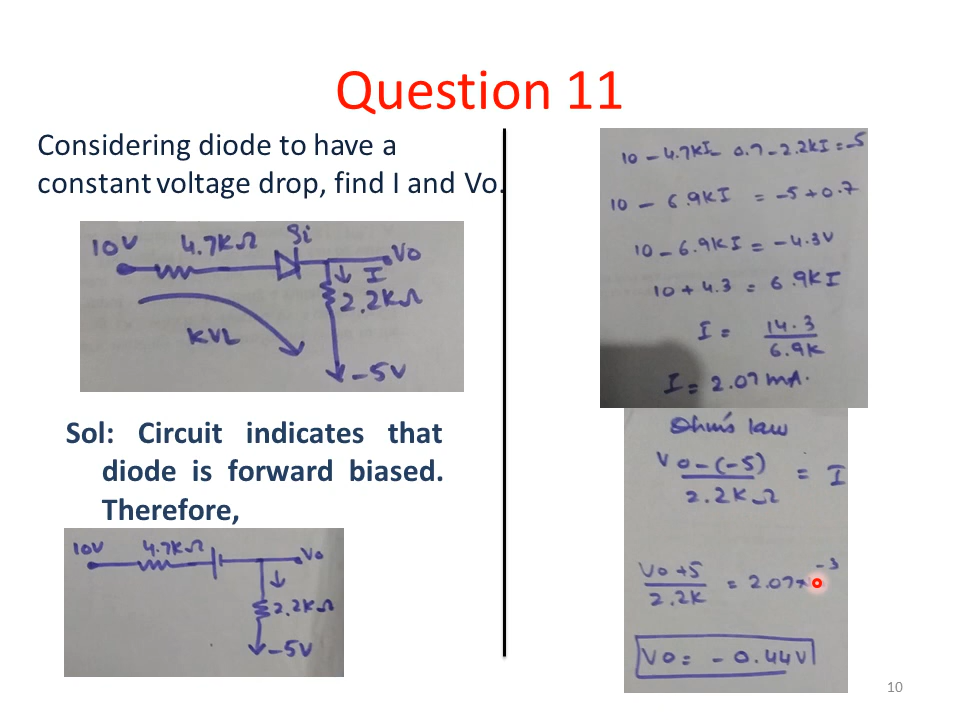 Question 11
Considering diode to have a
constant voltage drop, find I and Vo.
10V 4.7KΩ Si Vo
I
2.2KΩ
KVL
-5V
Sol: Circuit indicates that
diode is forward biased.
Therefore,
10V 4.7KΩ Vo
2.2KΩ
-5V
10 - 4.7KI - 0.7 - 2.2KI = -5
10 - 6.9KI = -5 + 0.7
10 - 6.9KI = -4.3V
10 + 4.3 = 6.9KI
I = 14.3
6.9K
I = 2.07 mA.
Ohm's law
Vo - (-5) = I
2.2KΩ
Vo + 5 = 2.07 × 10⁻³
2.2K
Vo = -0.44V
10